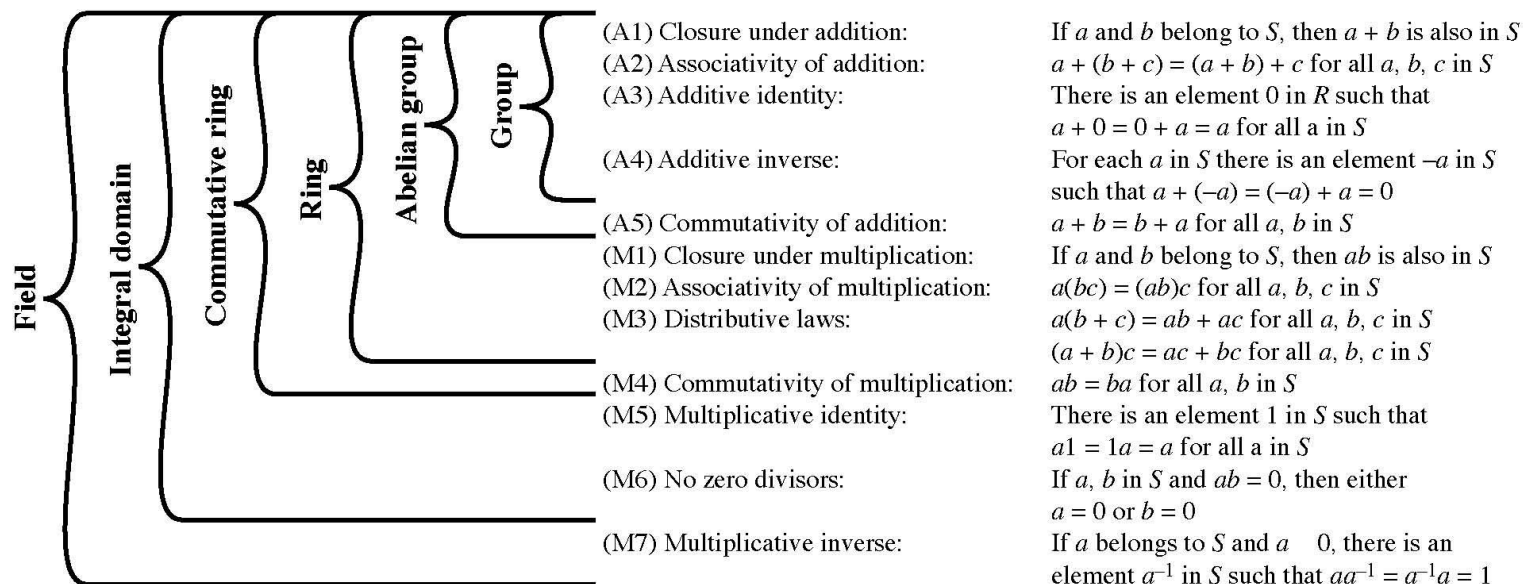 Field
Integral domain
Commutative ring
Ring
Abelian group
Group
(A1) Closure under addition: If a and b belong to S, then a + b is also in S
(A2) Associativity of addition: a + (b + c) = (a + b) + c for all a, b, c in S
(A3) Additive identity: There is an element 0 in R such that
a + 0 = 0 + a = a for all a in S
(A4) Additive inverse: For each a in S there is an element –a in S
such that a + (–a) = (–a) + a = 0
(A5) Commutativity of addition: a + b = b + a for all a, b in S
(M1) Closure under multiplication: If a and b belong to S, then ab is also in S
(M2) Associativity of multiplication: a(bc) = (ab)c for all a, b, c in S
(M3) Distributive laws: a(b + c) = ab + ac for all a, b, c in S
(a + b)c = ac + bc for all a, b, c in S
(M4) Commutativity of multiplication: ab = ba for all a, b in S
(M5) Multiplicative identity: There is an element 1 in S such that
a1 = 1a = a for all a in S
(M6) No zero divisors: If a, b in S and ab = 0, then either
a = 0 or b = 0
(M7) Multiplicative inverse: If a belongs to S and a 0, there is an
element a⁻¹ in S such that aa⁻¹ = a⁻¹a = 1